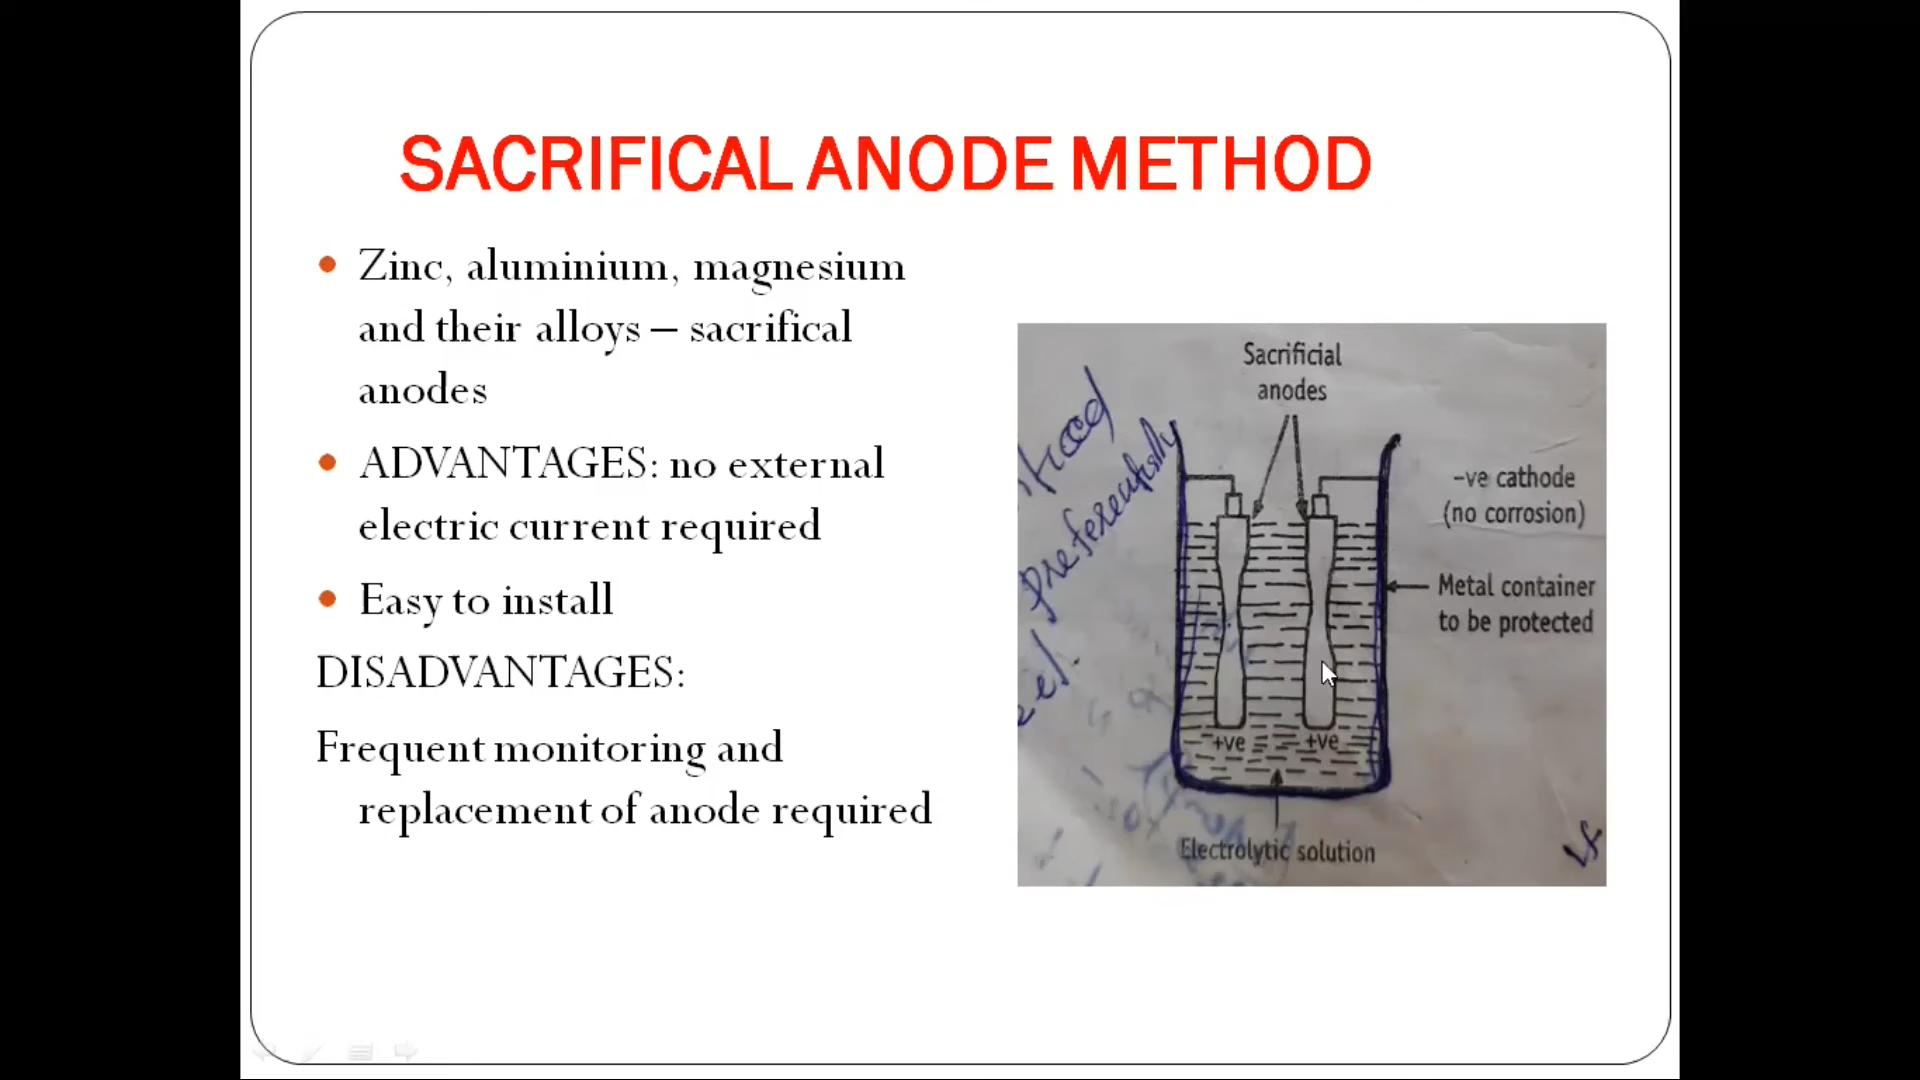 SACRIFICAL ANODE METHOD
Zinc, aluminium, magnesium
and their alloys – sacrifical
anodes
ADVANTAGES: no external
electric current required
Easy to install
DISADVANTAGES:
Frequent monitoring and
replacement of anode required
Sacrificial
anodes
-ve cathode
(no corrosion)
Metal container
to be protected
+ve +ve
Electrolytic solution
preferentially